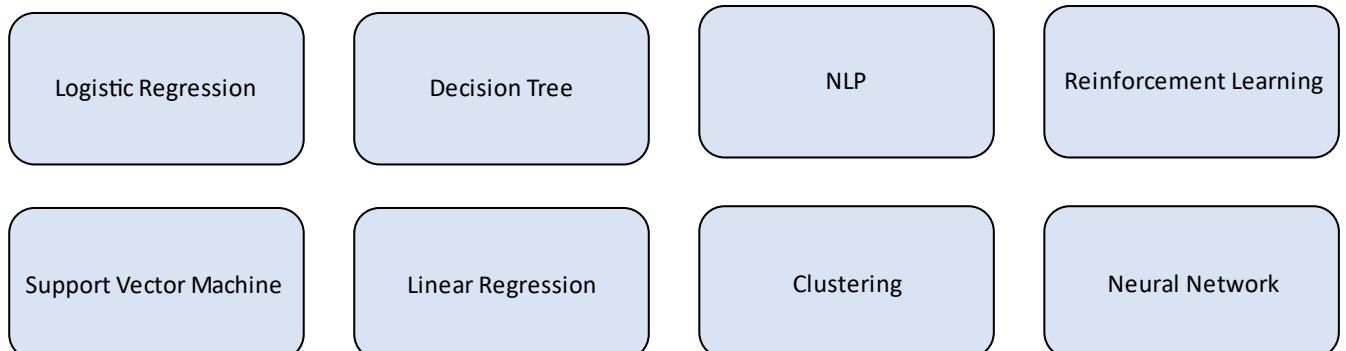 Logistic Regression
Decision Tree
NLP
Reinforcement Learning
Support Vector Machine
Linear Regression
Clustering
Neural Network